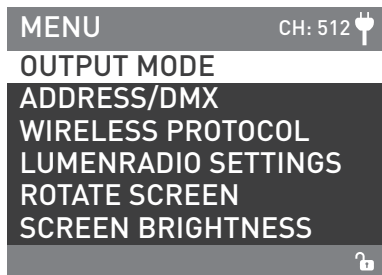 MENU CH: 512
OUTPUT MODE
ADDRESS/DMX
WIRELESS PROTOCOL
LUMENRADIO SETTINGS
ROTATE SCREEN
SCREEN BRIGHTNESS